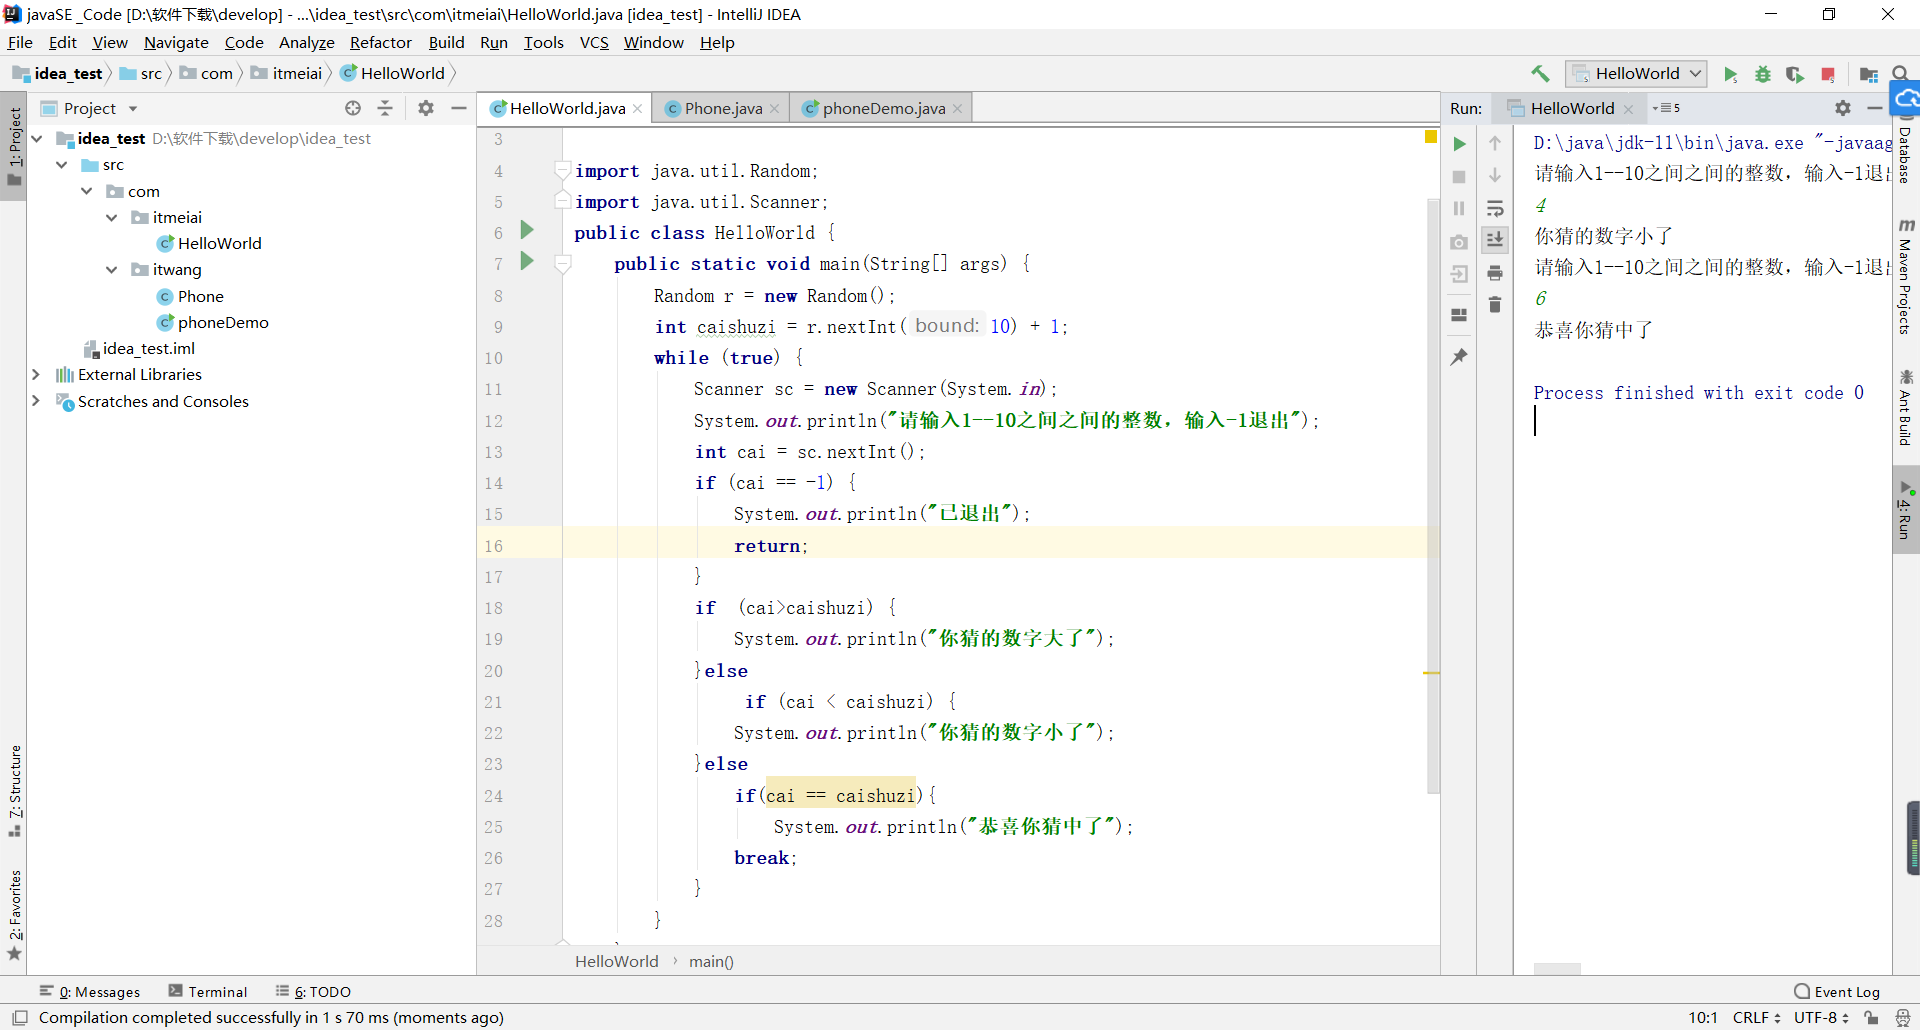 javaSE _Code [D:\软件下载\develop] - ...\idea_test\src\com\itmeiai\HelloWorld.java [idea_test] - IntelliJ IDEA
File Edit View Navigate Code Analyze Refactor Build Run Tools VCS Window Help
idea_test src com itmeiai HelloWorld
HelloWorld
1: Project
Project
idea_test D:\软件下载\develop\idea_test
src
com
itmeiai
HelloWorld
itwang
Phone
phoneDemo
idea_test.iml
External Libraries
Scratches and Consoles
7: Structure
2: Favorites
HelloWorld.java Phone.java phoneDemo.java
3
4 import java.util.Random;
5 import java.util.Scanner;
6 public class HelloWorld {
7 public static void main(String[] args) {
8 Random r = new Random();
9 int caishuzi = r.nextInt( bound: 10) + 1;
10 while (true) {
11 Scanner sc = new Scanner(System.in);
12 System.out.println("请输入1--10之间之间的整数，输入-1退出");
13 int cai = sc.nextInt();
14 if (cai == -1) {
15 System.out.println("已退出");
16 return;
17 }
18 if  (cai>caishuzi) {
19 System.out.println("你猜的数字大了");
20 }else
21 if (cai < caishuzi) {
22 System.out.println("你猜的数字小了");
23 }else
24 if(cai == caishuzi){
25 System.out.println("恭喜你猜中了");
26 break;
27 }
28 }
HelloWorld › main()
Run: HelloWorld 5
D:\java\jdk-11\bin\java.exe "-javaag
请输入1--10之间之间的整数，输入-1退出
4
你猜的数字小了
请输入1--10之间之间的整数，输入-1退出
6
恭喜你猜中了
Process finished with exit code 0
Database
m Maven Projects
Ant Build
4: Run
0: Messages Terminal 6: TODO Event Log
Compilation completed successfully in 1 s 70 ms (moments ago) 10:1 CRLF UTF-8